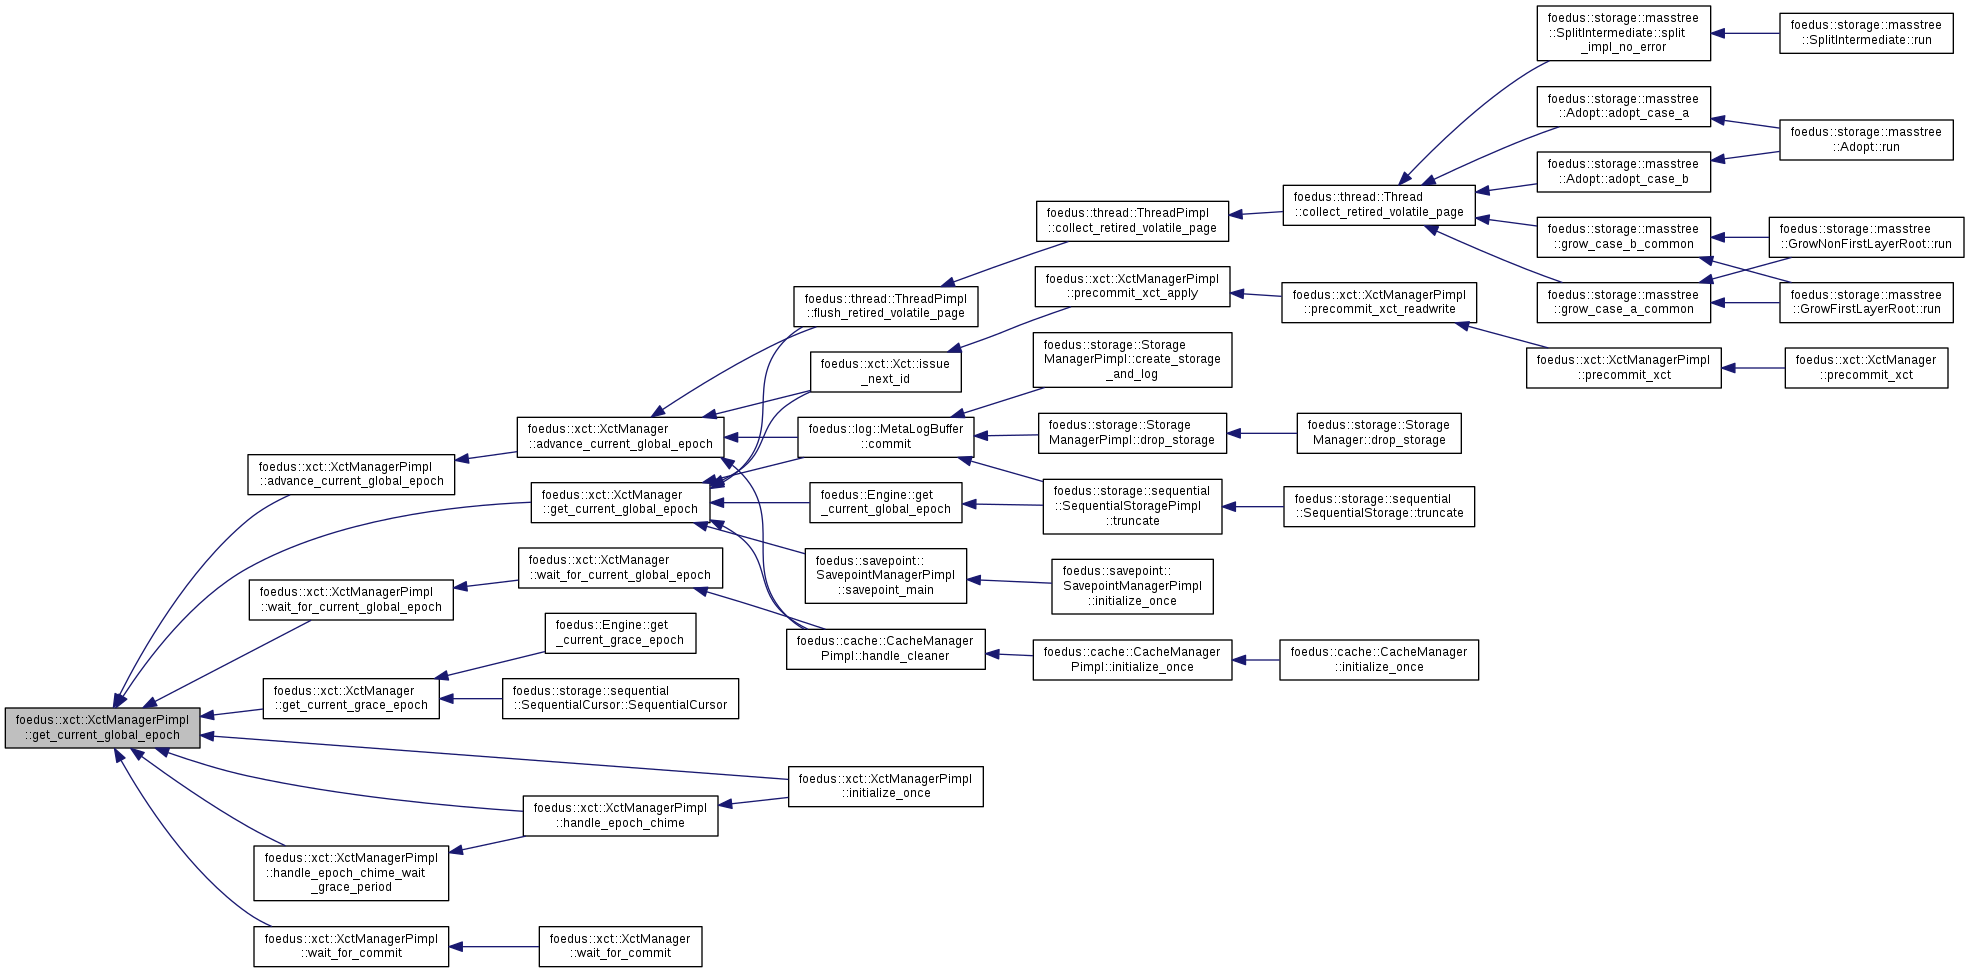 foedus::xct::XctManagerPimpl
::get_current_global_epoch
foedus::xct::XctManagerPimpl
::advance_current_global_epoch
foedus::xct::XctManager
::advance_current_global_epoch
foedus::thread::ThreadPimpl
::flush_retired_volatile_page
foedus::thread::ThreadPimpl
::collect_retired_volatile_page
foedus::thread::Thread
::collect_retired_volatile_page
foedus::storage::masstree
::SplitIntermediate::split
_impl_no_error
foedus::storage::masstree
::SplitIntermediate::run
foedus::storage::masstree
::Adopt::adopt_case_a
foedus::storage::masstree
::Adopt::run
foedus::storage::masstree
::Adopt::adopt_case_b
foedus::storage::masstree
::grow_case_b_common
foedus::storage::masstree
::GrowNonFirstLayerRoot::run
foedus::storage::masstree
::GrowFirstLayerRoot::run
foedus::storage::masstree
::grow_case_a_common
foedus::xct::Xct::issue
_next_id
foedus::xct::XctManagerPimpl
::precommit_xct_apply
foedus::xct::XctManagerPimpl
::precommit_xct_readwrite
foedus::xct::XctManagerPimpl
::precommit_xct
foedus::xct::XctManager
::precommit_xct
foedus::log::MetaLogBuffer
::commit
foedus::storage::Storage
ManagerPimpl::create_storage
_and_log
foedus::storage::Storage
ManagerPimpl::drop_storage
foedus::storage::Storage
Manager::drop_storage
foedus::storage::sequential
::SequentialStoragePimpl
::truncate
foedus::storage::sequential
::SequentialStorage::truncate
foedus::xct::XctManager
::get_current_global_epoch
foedus::Engine::get
_current_global_epoch
foedus::savepoint::
SavepointManagerPimpl
::savepoint_main
foedus::savepoint::
SavepointManagerPimpl
::initialize_once
foedus::cache::CacheManager
Pimpl::handle_cleaner
foedus::cache::CacheManager
Pimpl::initialize_once
foedus::cache::CacheManager
::initialize_once
foedus::xct::XctManagerPimpl
::wait_for_current_global_epoch
foedus::xct::XctManager
::wait_for_current_global_epoch
foedus::xct::XctManager
::get_current_grace_epoch
foedus::Engine::get
_current_grace_epoch
foedus::storage::sequential
::SequentialCursor::SequentialCursor
foedus::xct::XctManagerPimpl
::initialize_once
foedus::xct::XctManagerPimpl
::handle_epoch_chime
foedus::xct::XctManagerPimpl
::handle_epoch_chime_wait
_grace_period
foedus::xct::XctManagerPimpl
::wait_for_commit
foedus::xct::XctManager
::wait_for_commit